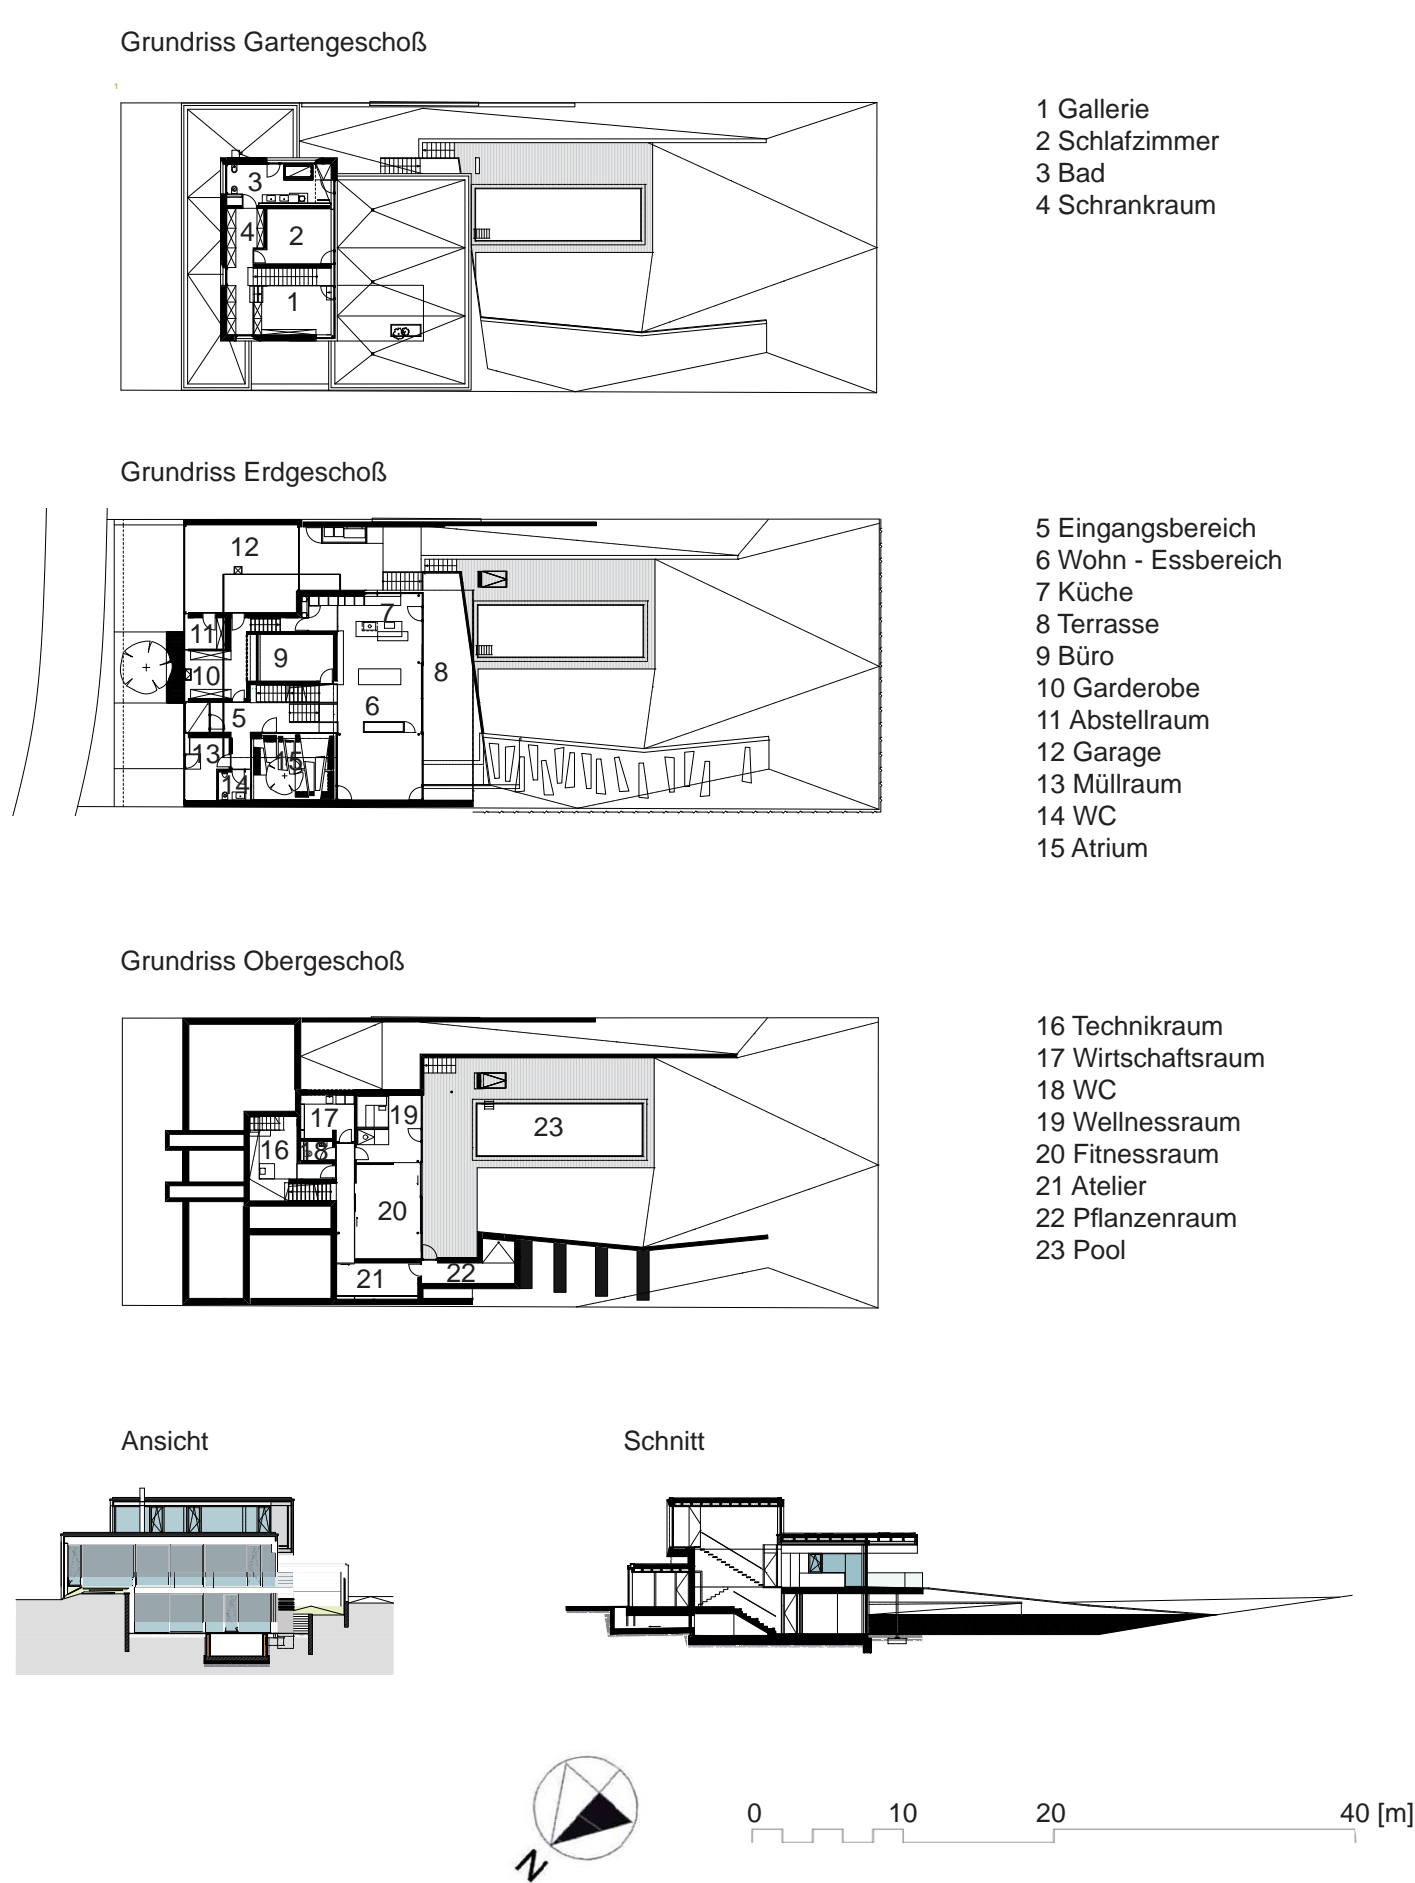 Grundriss Gartengeschoß
1
1 Gallerie
2 Schlafzimmer
3 Bad
4 Schrankraum
3
4
2
1
Grundriss Erdgeschoß
5 Eingangsbereich
6 Wohn - Essbereich
7 Küche
8 Terrasse
9 Büro
10 Garderobe
11 Abstellraum
12 Garage
13 Müllraum
14 WC
15 Atrium
12
7
11
9
10
8
6
5
13
15
14
Grundriss Obergeschoß
16 Technikraum
17 Wirtschaftsraum
18 WC
19 Wellnessraum
20 Fitnessraum
21 Atelier
22 Pflanzenraum
23 Pool
17
19
23
16
18
20
21
22
Ansicht
Schnitt
N
0 10 20 40 [m]